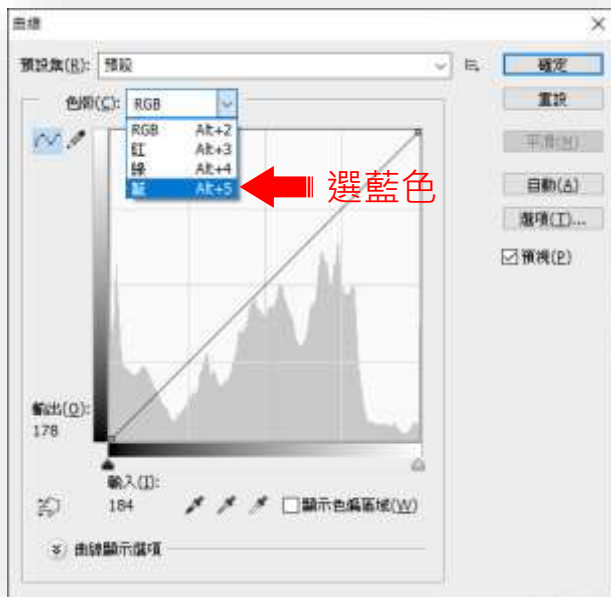 曲線
預設集(R): 預設
確定
色版(C): RGB
重設
RGB Alt+2
紅 Alt+3
綠 Alt+4
藍 Alt+5
選藍色
平滑(M)
自動(A)
選項(T)...
預視(P)
輸出(O):
178
輸入(I):
184
顯示色偏區域(W)
曲線顯示選項